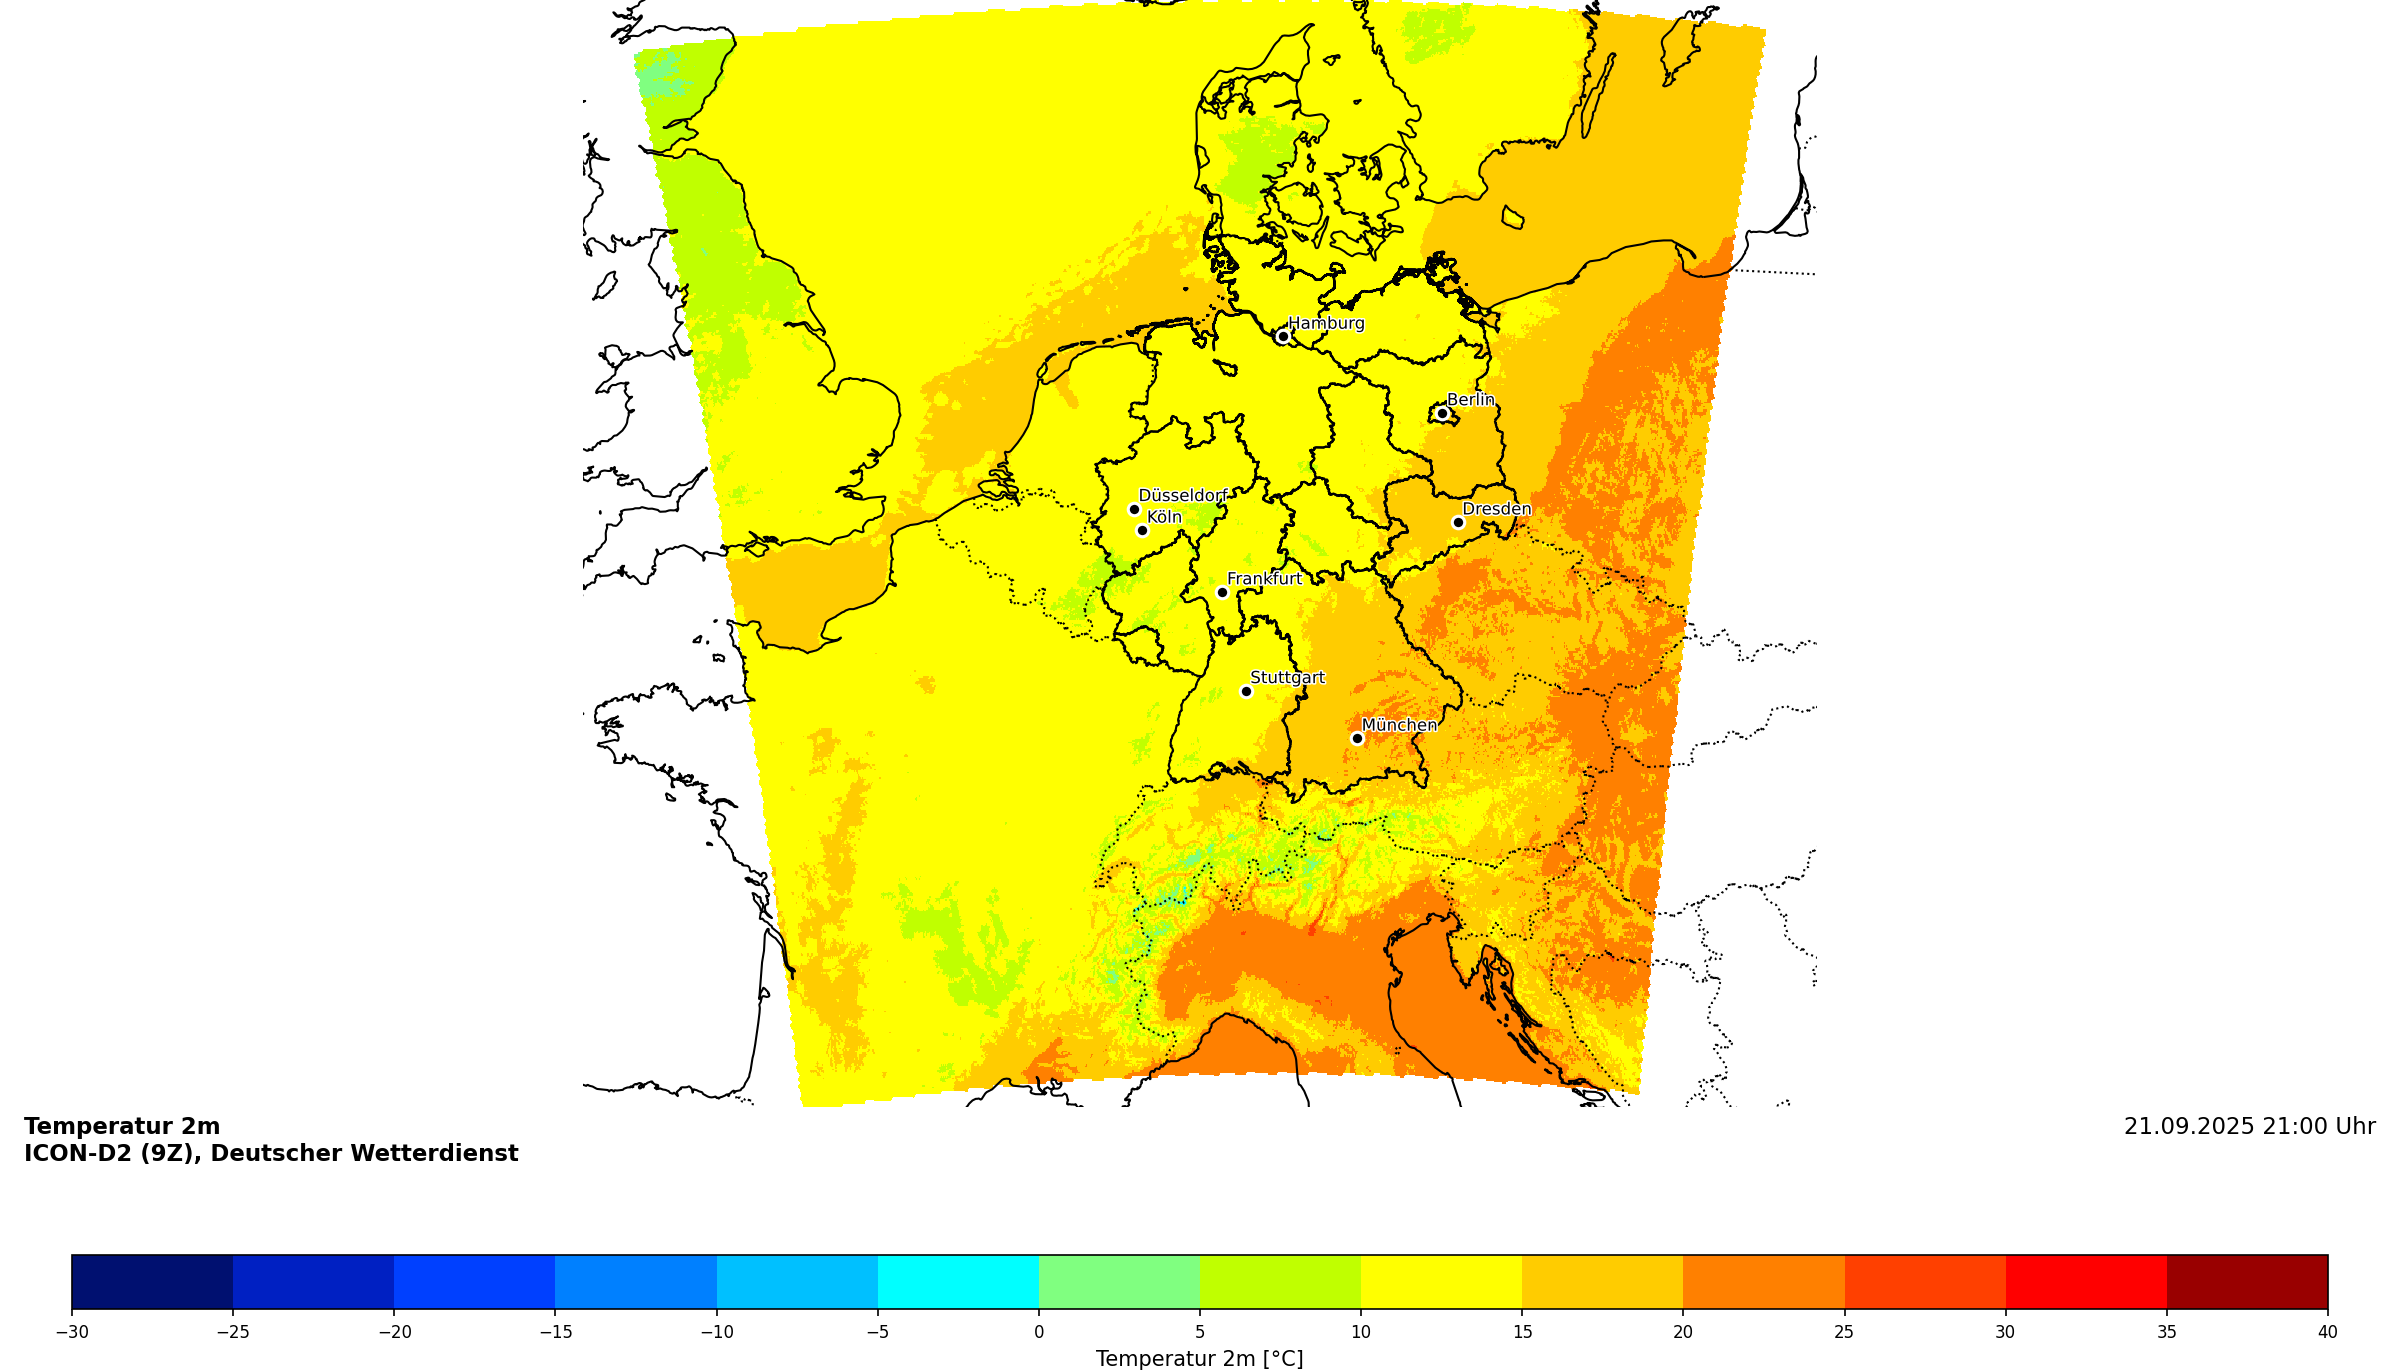 Hamburg
Berlin
Düsseldorf
Köln
Dresden
Frankfurt
Stuttgart
München
Temperatur 2m
ICON-D2 (9Z), Deutscher Wetterdienst
21.09.2025 21:00 Uhr
−30 −25 −20 −15 −10 −5 0 5 10 15 20 25 30 35 40
Temperatur 2m [°C]